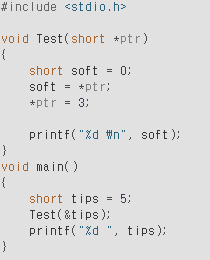 #include <stdio.h>

void Test(short *ptr)
{
    short soft = 0;
    soft = *ptr;
    *ptr = 3;

    printf("%d ₩n", soft);
}
void main()
{
    short tips = 5;
    Test(&tips);
    printf("%d ", tips);
}